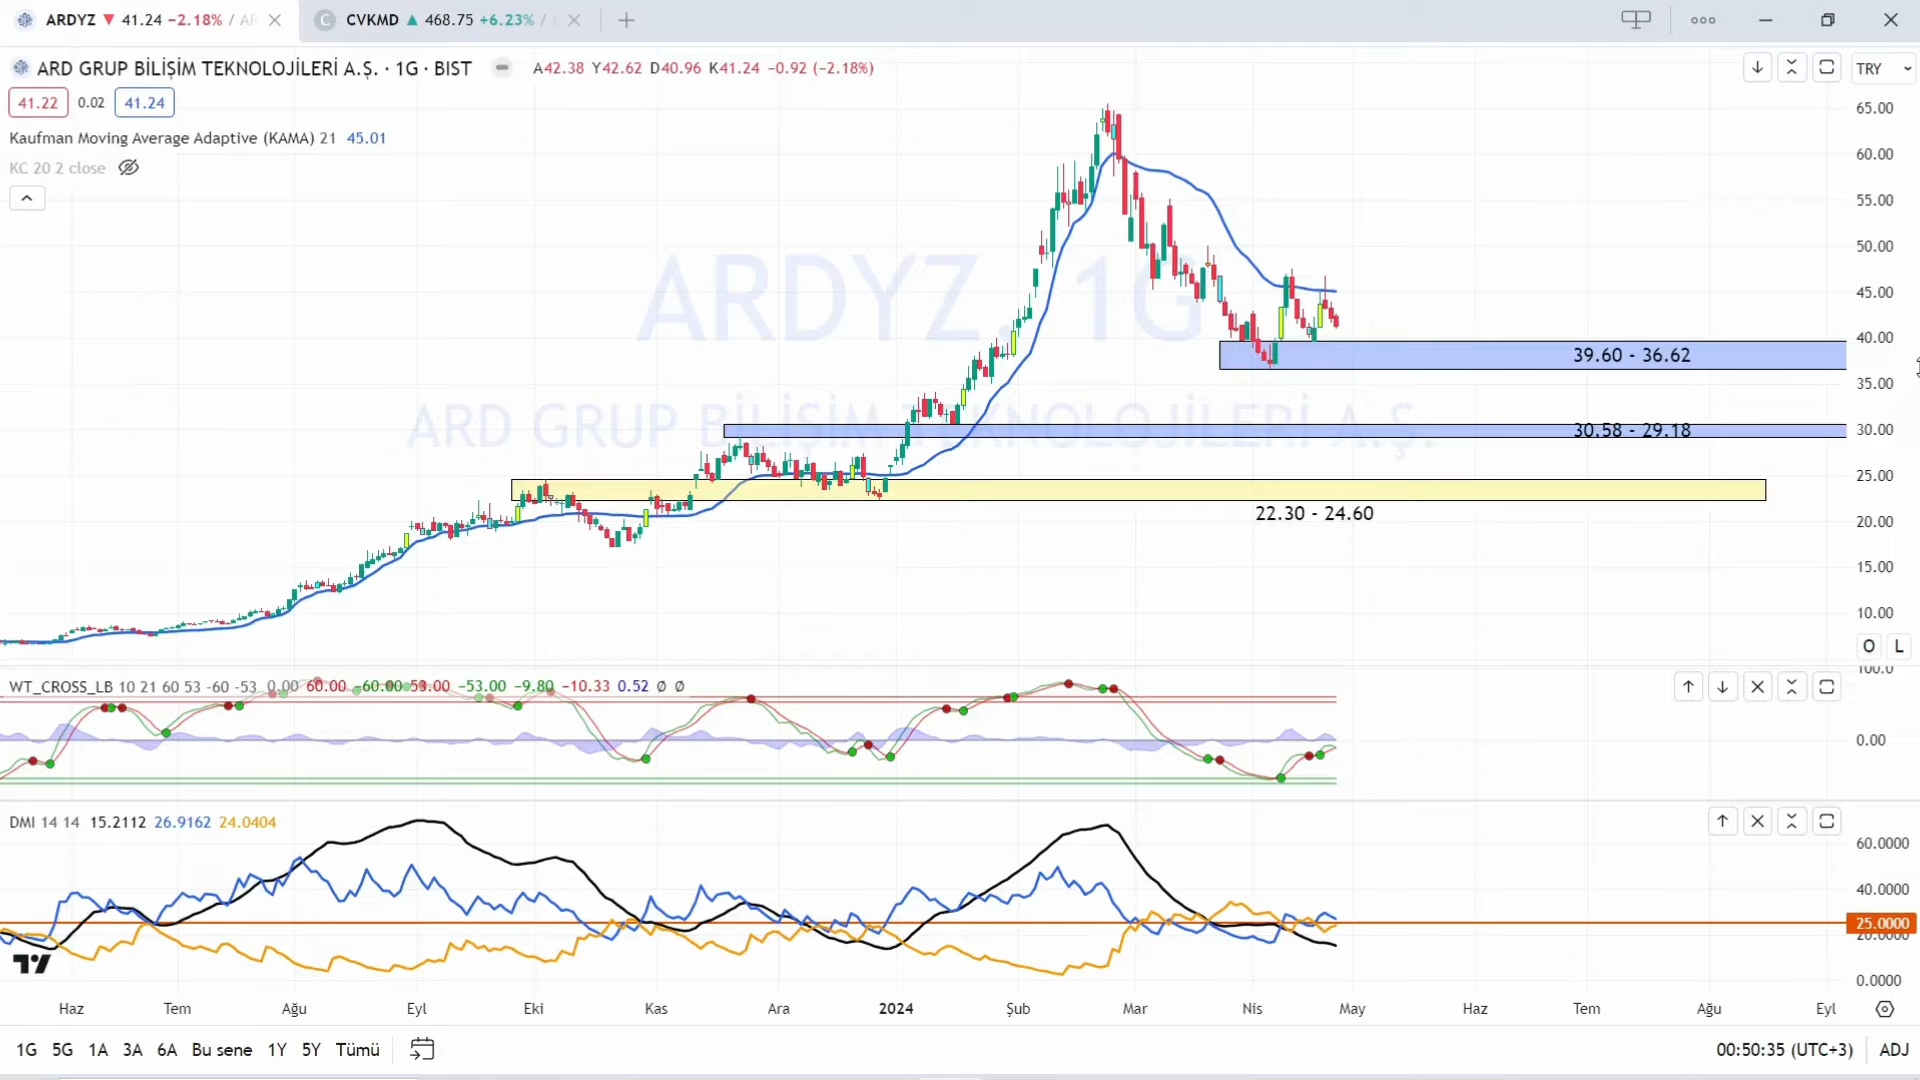 ARDYZ ▼ 41.24 −2.18% / AR
C CVKMD ▲ 468.75 +6.23% /
ARD GRUP BİLİŞİM TEKNOLOJİLERİ A.Ş. · 1G · BIST A42.38 Y42.62 D40.96 K41.24 −0.92 (−2.18%)
TRY
41.22 0.02 41.24
Kaufman Moving Average Adaptive (KAMA) 21 45.01
KC 20 2 close
ARDYZ, 1G
ARD GRUP BİLİŞİM TEKNOLOJİLERİ A.Ş.
65.00
60.00
55.00
50.00
45.00
40.00
35.00
30.00
25.00
20.00
15.00
10.00
39.60 - 36.62
30.58 - 29.18
22.30 - 24.60
O L
WT_CROSS_LB 10 21 60 53 -60 -53 0.00 60.00 −60.00 53.00 −53.00 −9.80 −10.33 0.52 Ø Ø
100.0
0.00
DMI 14 14 15.2112 26.9162 24.0404
60.0000
40.0000
25.0000
20.0000
0.0000
Haz Tem Ağu Eyl Eki Kas Ara 2024 Şub Mar Nis May Haz Tem Ağu Eyl
1G 5G 1A 3A 6A Bu sene 1Y 5Y Tümü
00:50:35 (UTC+3) ADJ